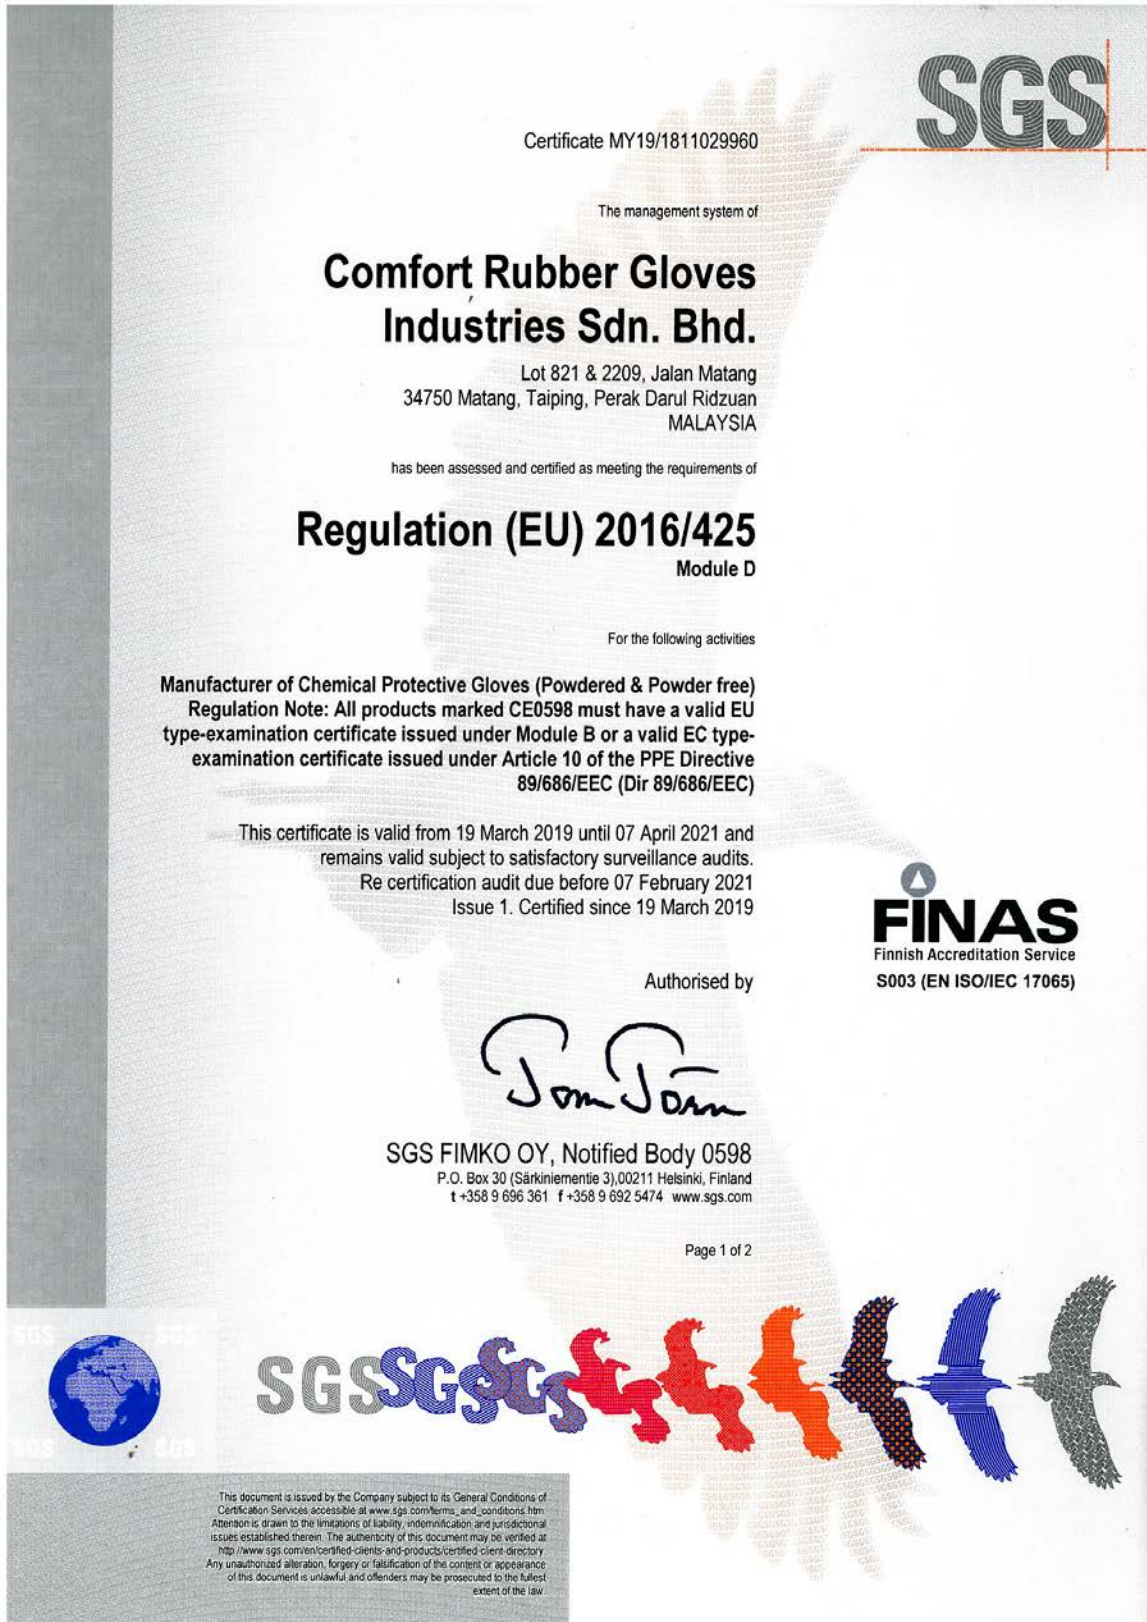 SGS
Certificate MY19/1811029960
The management system of
Comfort Rubber Gloves
Industries Sdn. Bhd.
Lot 821 & 2209, Jalan Matang
34750 Matang, Taiping, Perak Darul Ridzuan
MALAYSIA
has been assessed and certified as meeting the requirements of
Regulation (EU) 2016/425
Module D
For the following activities
Manufacturer of Chemical Protective Gloves (Powdered & Powder free)
Regulation Note: All products marked CE0598 must have a valid EU
type-examination certificate issued under Module B or a valid EC type-
examination certificate issued under Article 10 of the PPE Directive
89/686/EEC (Dir 89/686/EEC)
This certificate is valid from 19 March 2019 until 07 April 2021 and
remains valid subject to satisfactory surveillance audits.
Re certification audit due before 07 February 2021
Issue 1. Certified since 19 March 2019
FINAS
Finnish Accreditation Service
S003 (EN ISO/IEC 17065)
Authorised by
SGS FIMKO OY, Notified Body 0598
P.O. Box 30 (Särkiniementie 3),00211 Helsinki, Finland
t +358 9 696 361 f +358 9 692 5474 www.sgs.com
Page 1 of 2
SGS SGS
SGS SGS SGS
SGS SGS
This document is issued by the Company subject to its General Conditions of
Certification Services accessible at www.sgs.com/terms_and_conditions.htm.
Attention is drawn to the limitations of liability, indemnification and jurisdictional
issues established therein. The authenticity of this document may be verified at
http://www.sgs.com/en/certified-clients-and-products/certified-client-directory.
Any unauthorized alteration, forgery or falsification of the content or appearance
of this document is unlawful and offenders may be prosecuted to the fullest
extent of the law.